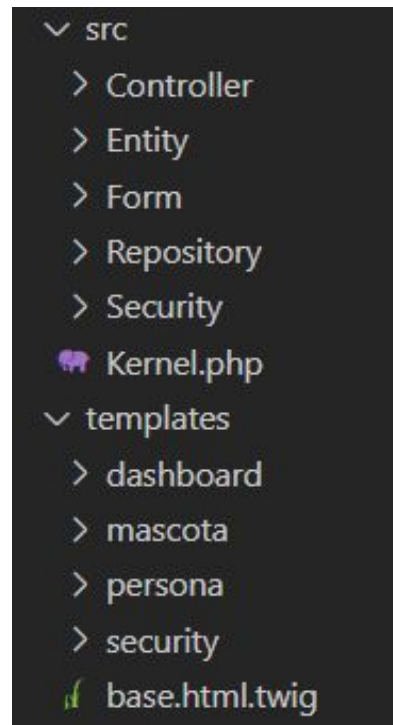 src
Controller
Entity
Form
Repository
Security
Kernel.php
templates
dashboard
mascota
persona
security
base.html.twig